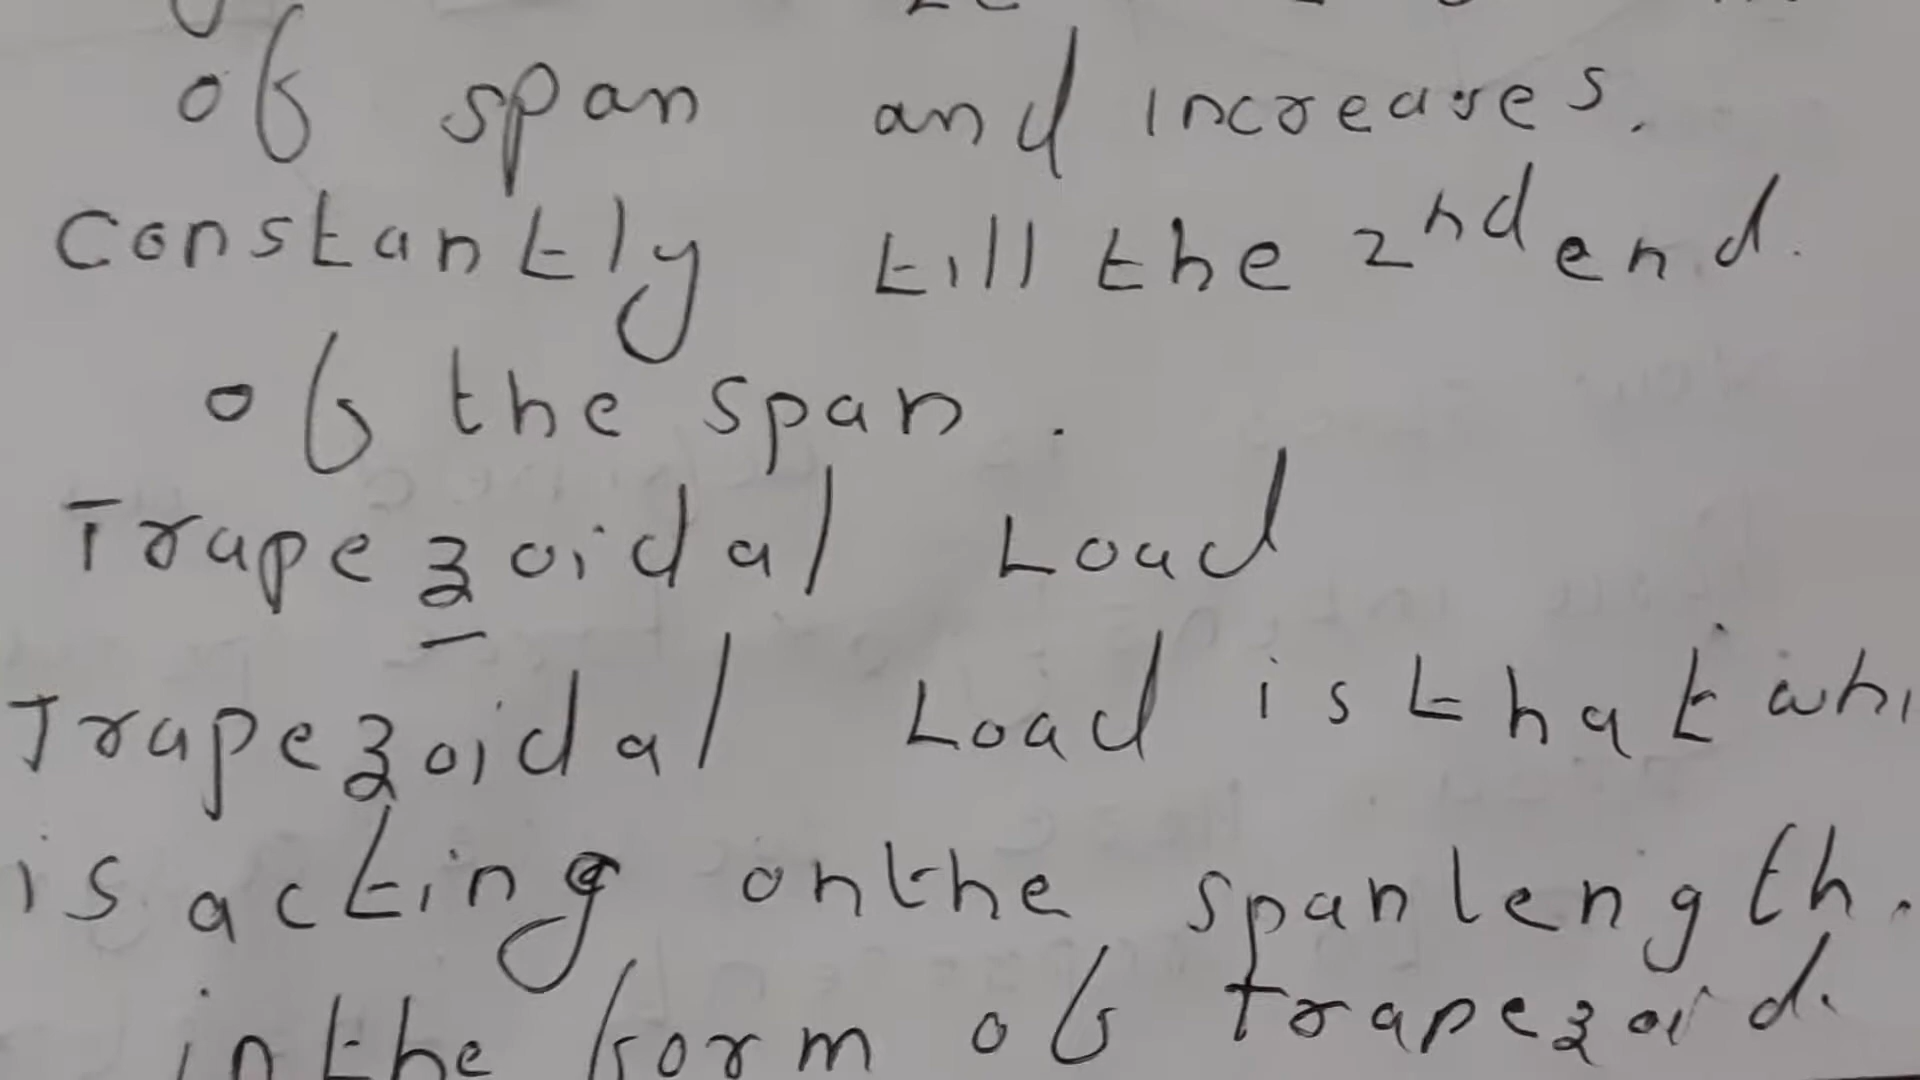 of span and increases.
constantly till the 2nd end.
of the span.
Trapezoidal Load
Trapezoidal Load is that whi
is acting on the span length.
in the form of trapezoid.